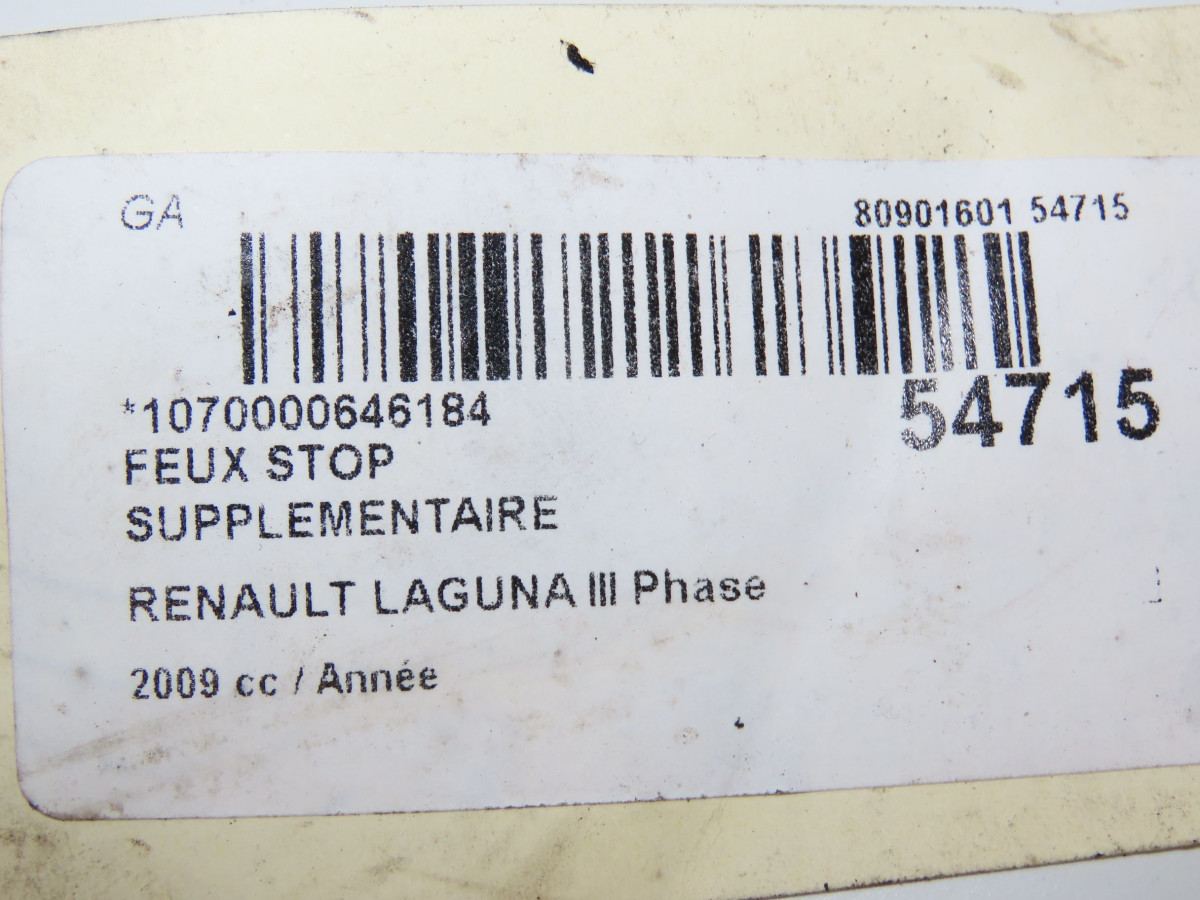 GA
80901601 54715
*1070000646184
54715
FEUX STOP
SUPPLEMENTAIRE
RENAULT LAGUNA III Phase
2009 cc / Année